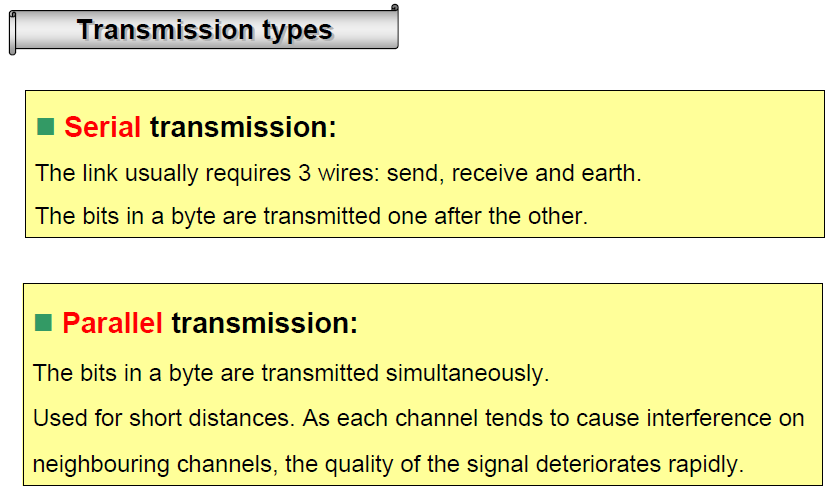 Transmission types
Serial transmission:
The link usually requires 3 wires: send, receive and earth.
The bits in a byte are transmitted one after the other.
Parallel transmission:
The bits in a byte are transmitted simultaneously.
Used for short distances. As each channel tends to cause interference on
neighbouring channels, the quality of the signal deteriorates rapidly.